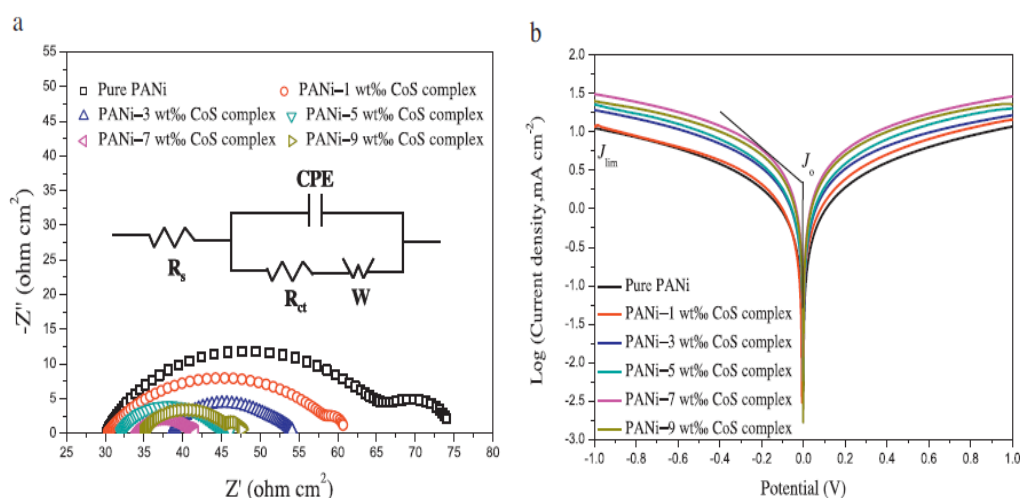 a
55
50
45
40
35
30
25
20
15
10
5
0
-Z'' (ohm cm²)
Pure PANi
PANi–1 wt‰ CoS complex
PANi–3 wt‰ CoS complex
PANi–5 wt‰ CoS complex
PANi–7 wt‰ CoS complex
PANi–9 wt‰ CoS complex
CPE
Rs
Rct
W
25 30 35 40 45 50 55 60 65 70 75 80
Z' (ohm cm²)
b
2.0
1.5
1.0
0.5
0.0
-0.5
-1.0
-1.5
-2.0
-2.5
-3.0
Log (Current density,mA cm⁻²)
Jlim
Jo
Pure PANi
PANi–1 wt‰ CoS complex
PANi–3 wt‰ CoS complex
PANi–5 wt‰ CoS complex
PANi–7 wt‰ CoS complex
PANi–9 wt‰ CoS complex
-1.0 -0.8 -0.6 -0.4 -0.2 0.0 0.2 0.4 0.6 0.8 1.0
Potential (V)